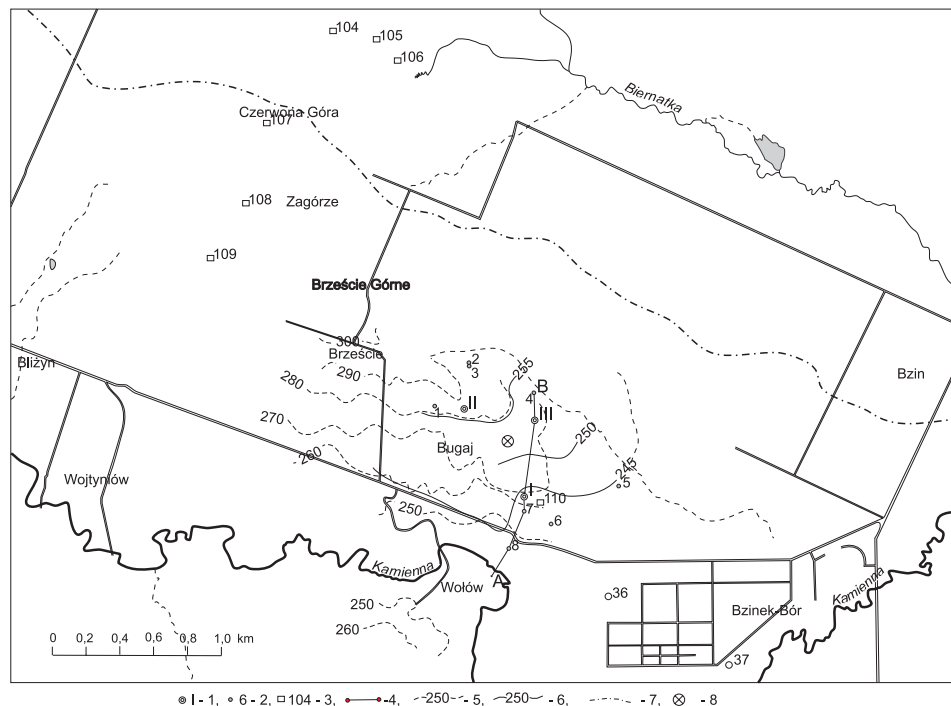 104
105
106
Biernatka
Czerwona Góra
107
108
Zagórze
109
Brzeście Górne
300
Brzeście
Bliżyn
2
3
255
290
280
B
4
Bzin
II
1
III
270
250
Bugaj
260
245
5
Wojtyniów
I
110
7
250
6
8
Kamienna
A
Wołów
Kamienna
36
Bzinek-Bór
250
260
37
0 0,2 0,4 0,6 0,8 1,0 km
I - 1, 6 - 2, 104 - 3, - 4, -250- - 5, -250- - 6, - 7, - 8